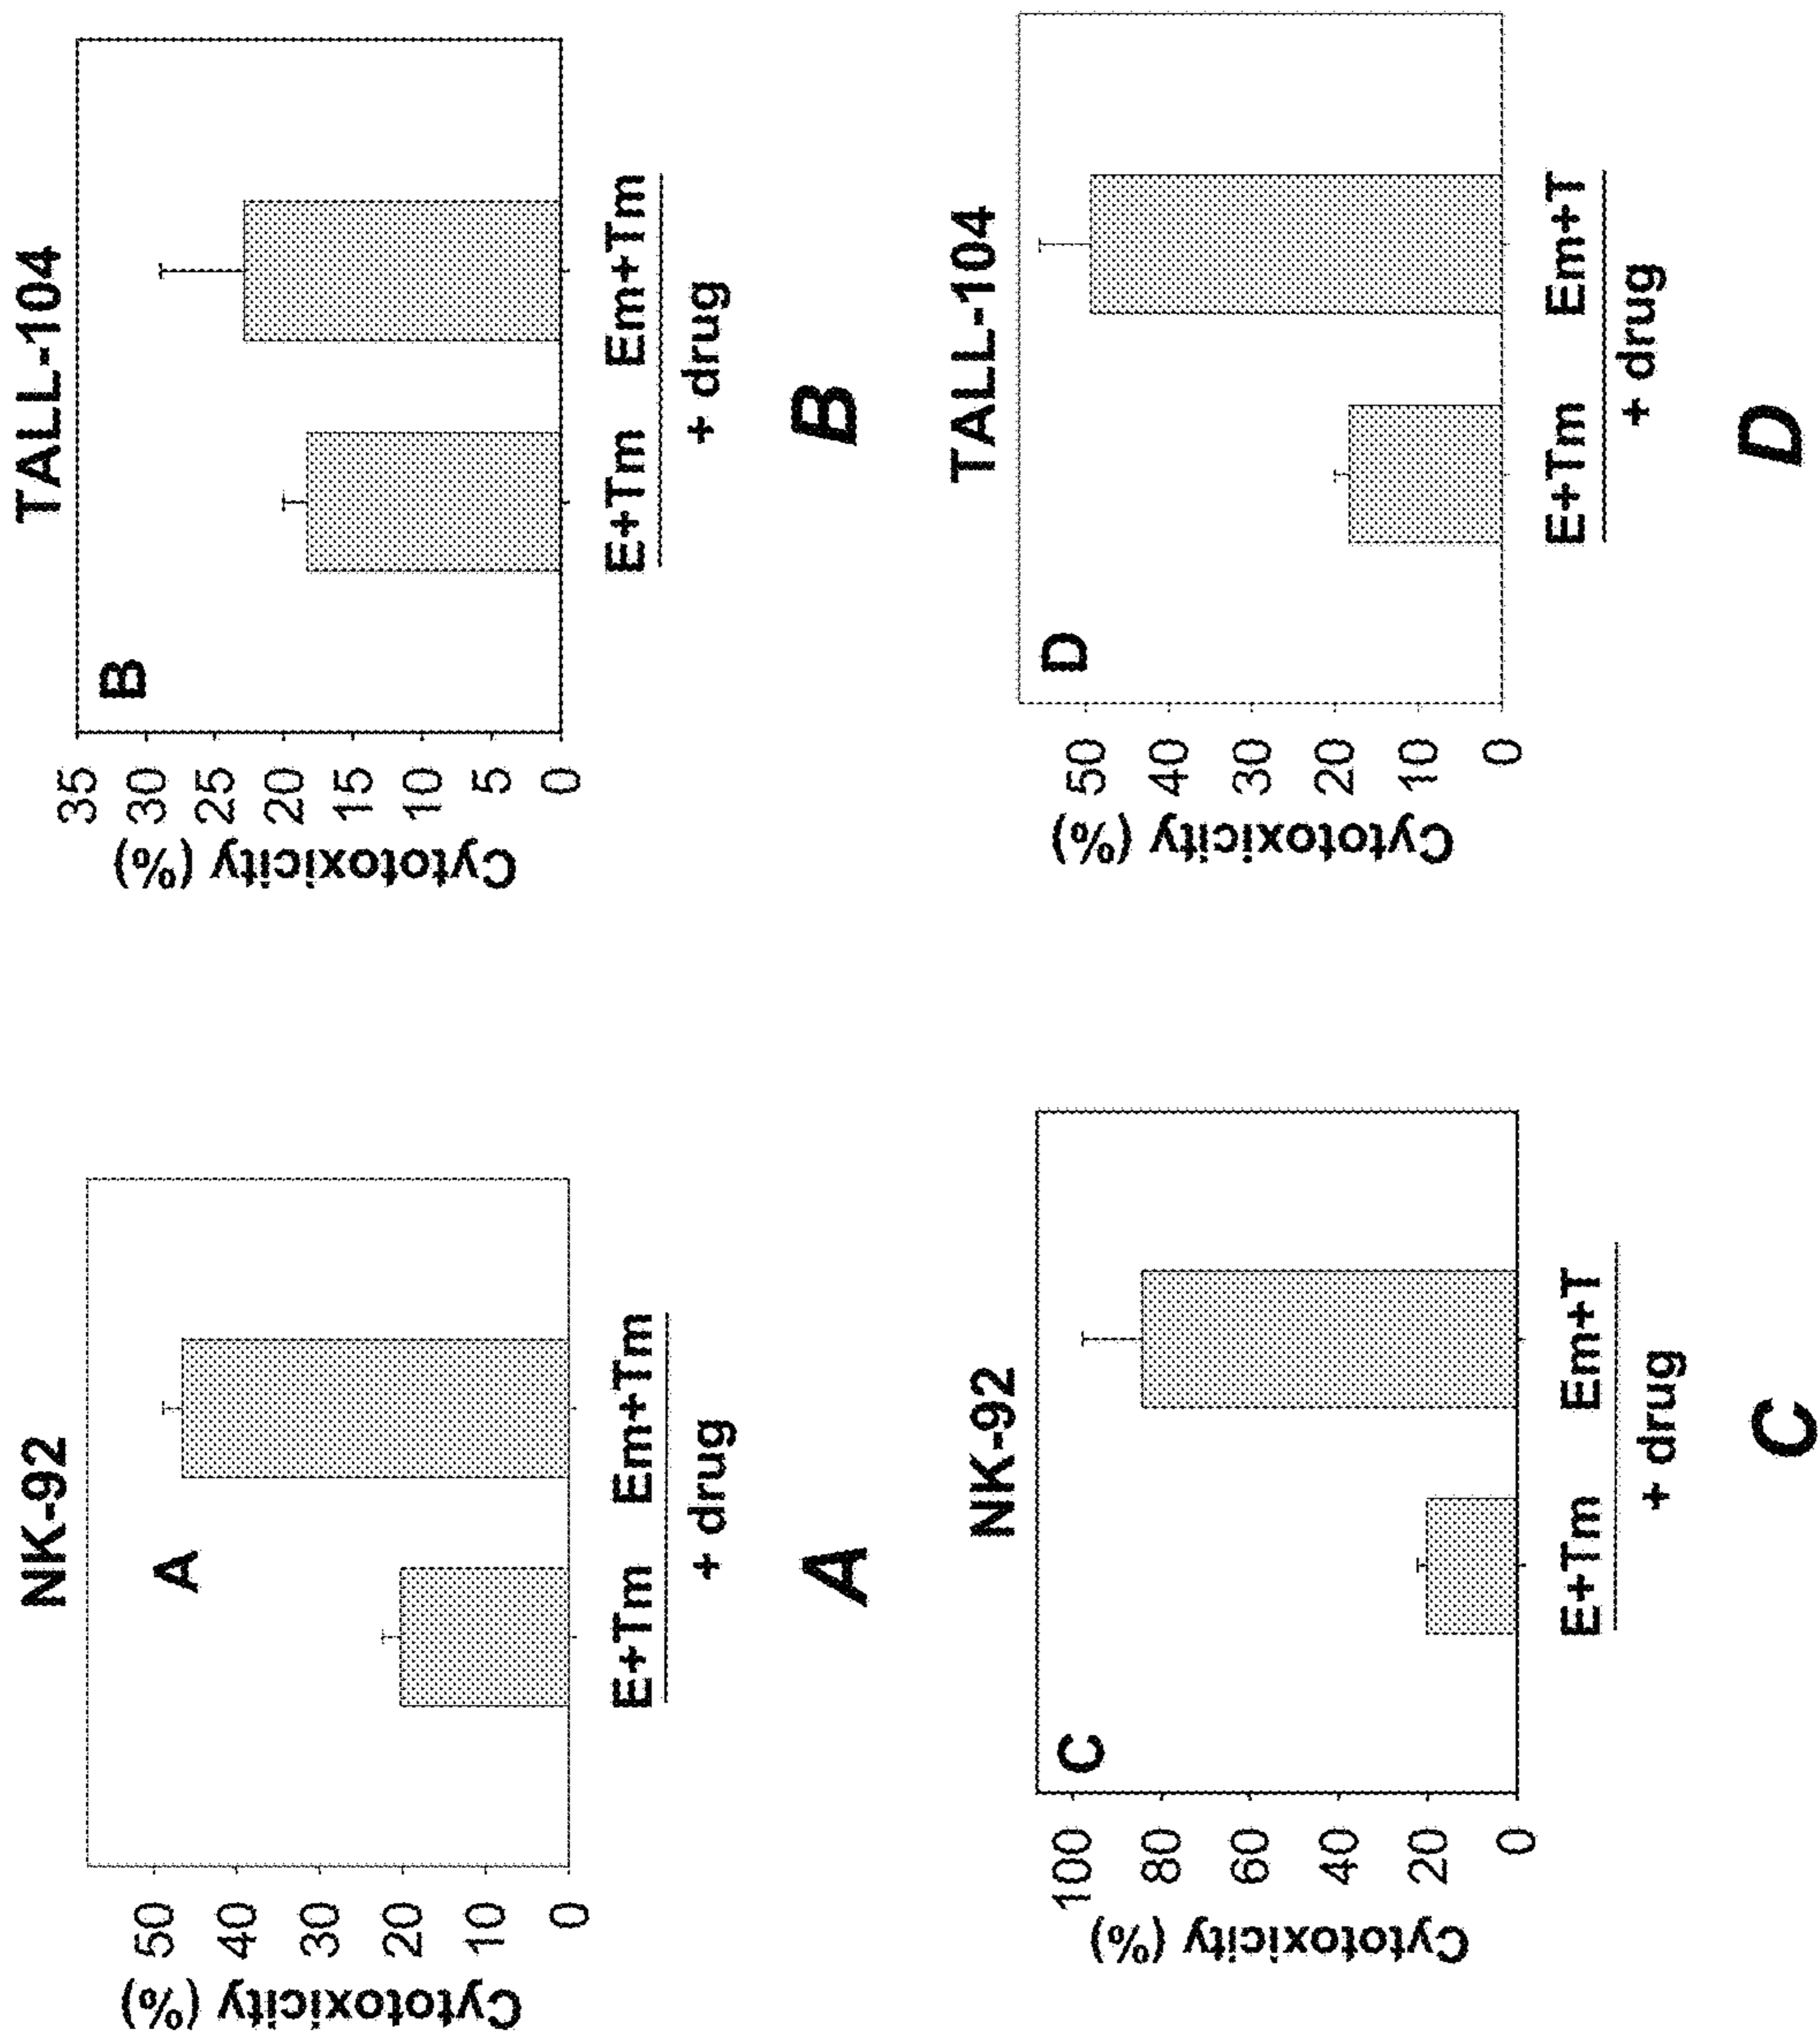 NK-92
A
Cytotoxicity (%)
50
40
30
20
10
0
E+Tm Em+Tm
+ drug
A
TALL-104
B
Cytotoxicity (%)
35
30
25
20
15
10
5
0
E+Tm Em+Tm
+ drug
B
NK-92
C
Cytotoxicity (%)
100
80
60
40
20
0
E+Tm Em+T
+ drug
C
TALL-104
D
Cytotoxicity (%)
50
40
30
20
10
0
E+Tm Em+T
+ drug
D